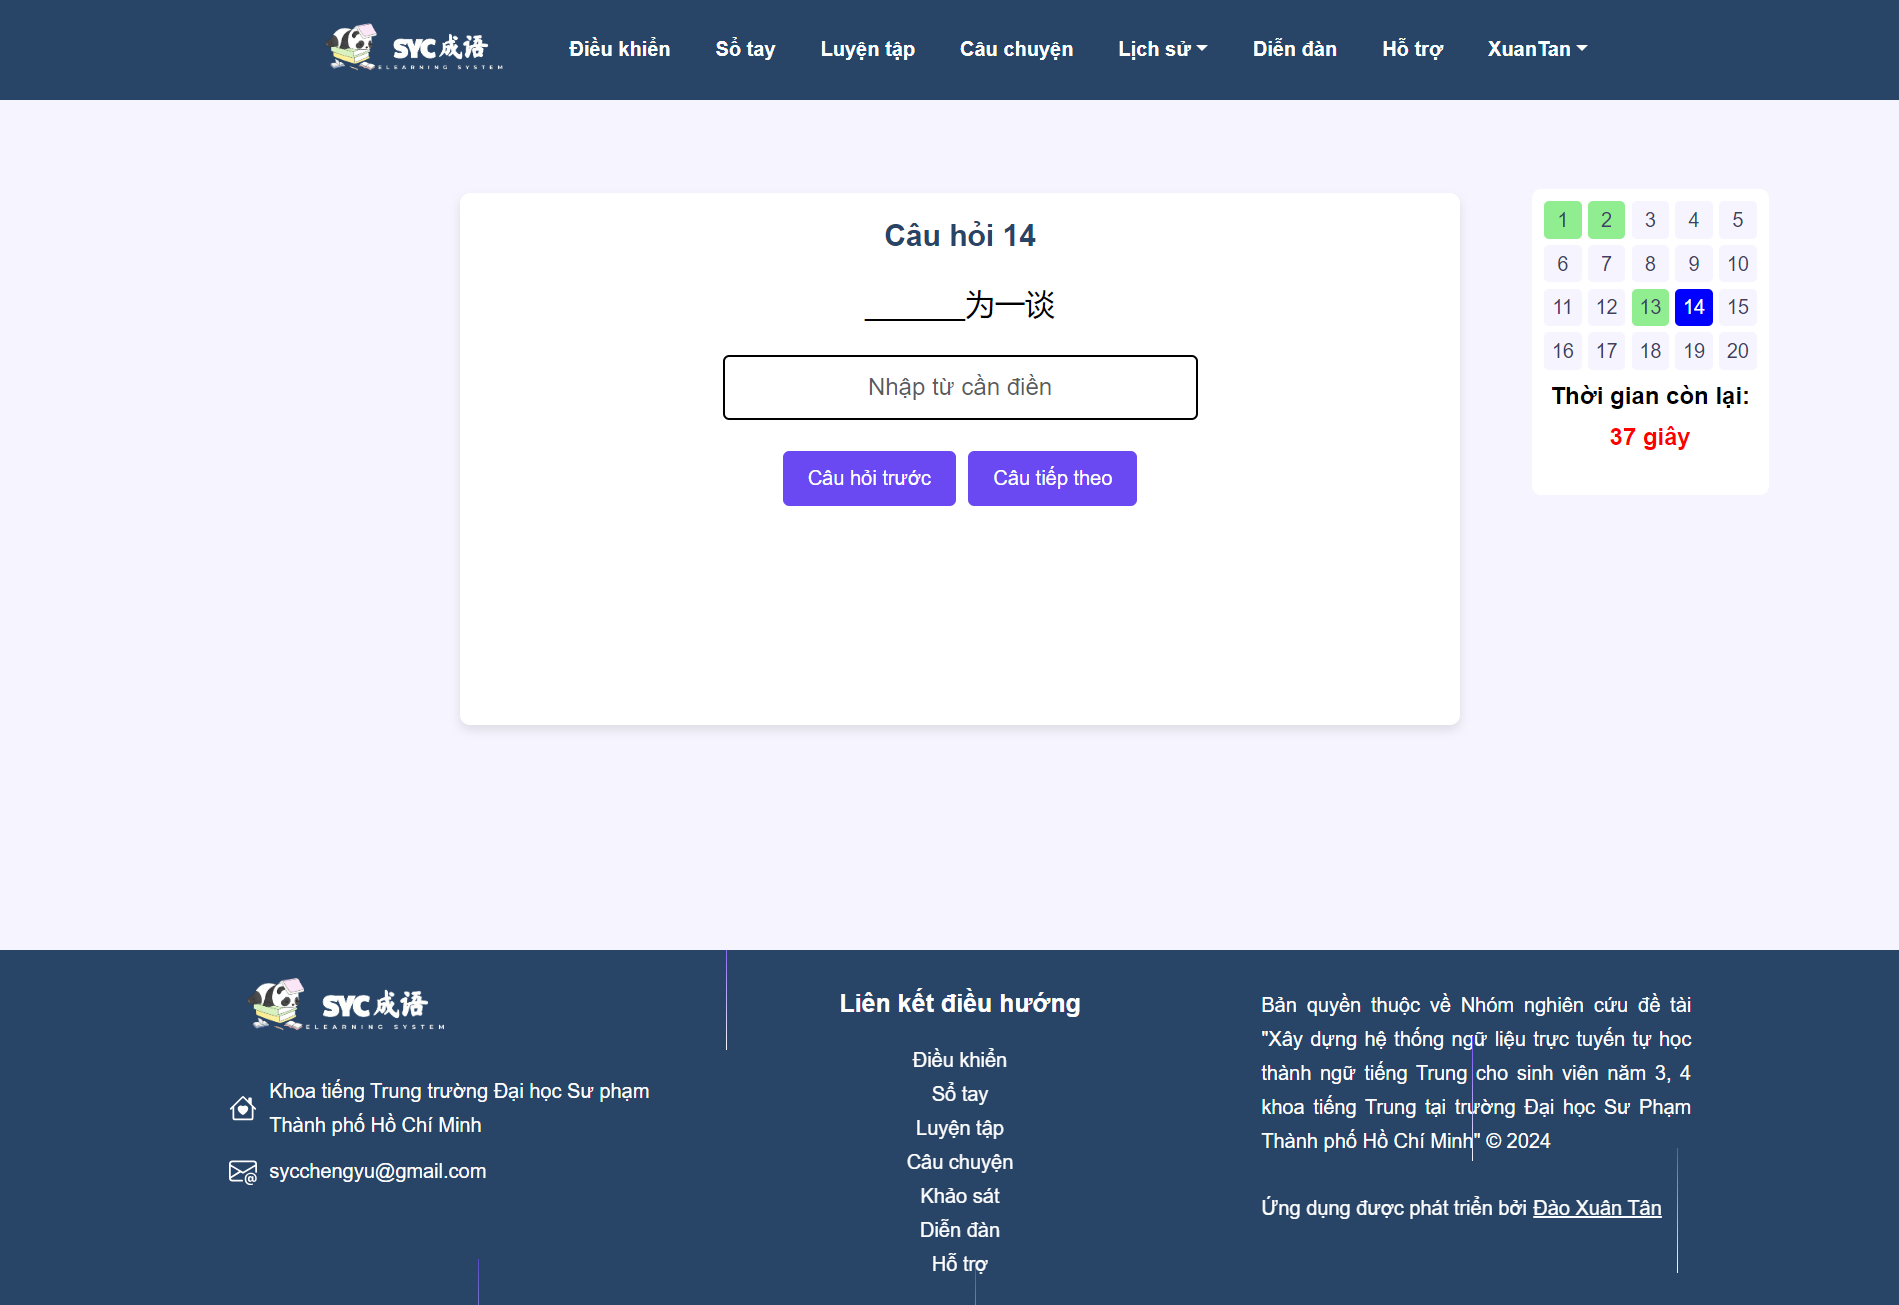 SYC成语
ELEARNING SYSTEM
Điều khiển
Sổ tay
Luyện tập
Câu chuyện
Lịch sử
Diễn đàn
Hỗ trợ
XuanTan
Câu hỏi 14
______为一谈
Nhập từ cần điền
Câu hỏi trước
Câu tiếp theo
1 2 3 4 5
6 7 8 9 10
11 12 13 14 15
16 17 18 19 20
Thời gian còn lại:
37 giây
SYC成语
ELEARNING SYSTEM
Khoa tiếng Trung trường Đại học Sư phạm
Thành phố Hồ Chí Minh
sycchengyu@gmail.com
Liên kết điều hướng
Điều khiển
Sổ tay
Luyện tập
Câu chuyện
Khảo sát
Diễn đàn
Hỗ trợ
Bản quyền thuộc về Nhóm nghiên cứu đề tài
"Xây dựng hệ thống ngữ liệu trực tuyến tự học
thành ngữ tiếng Trung cho sinh viên năm 3, 4
khoa tiếng Trung tại trường Đại học Sư Phạm
Thành phố Hồ Chí Minh" © 2024
Ứng dụng được phát triển bởi Đào Xuân Tân